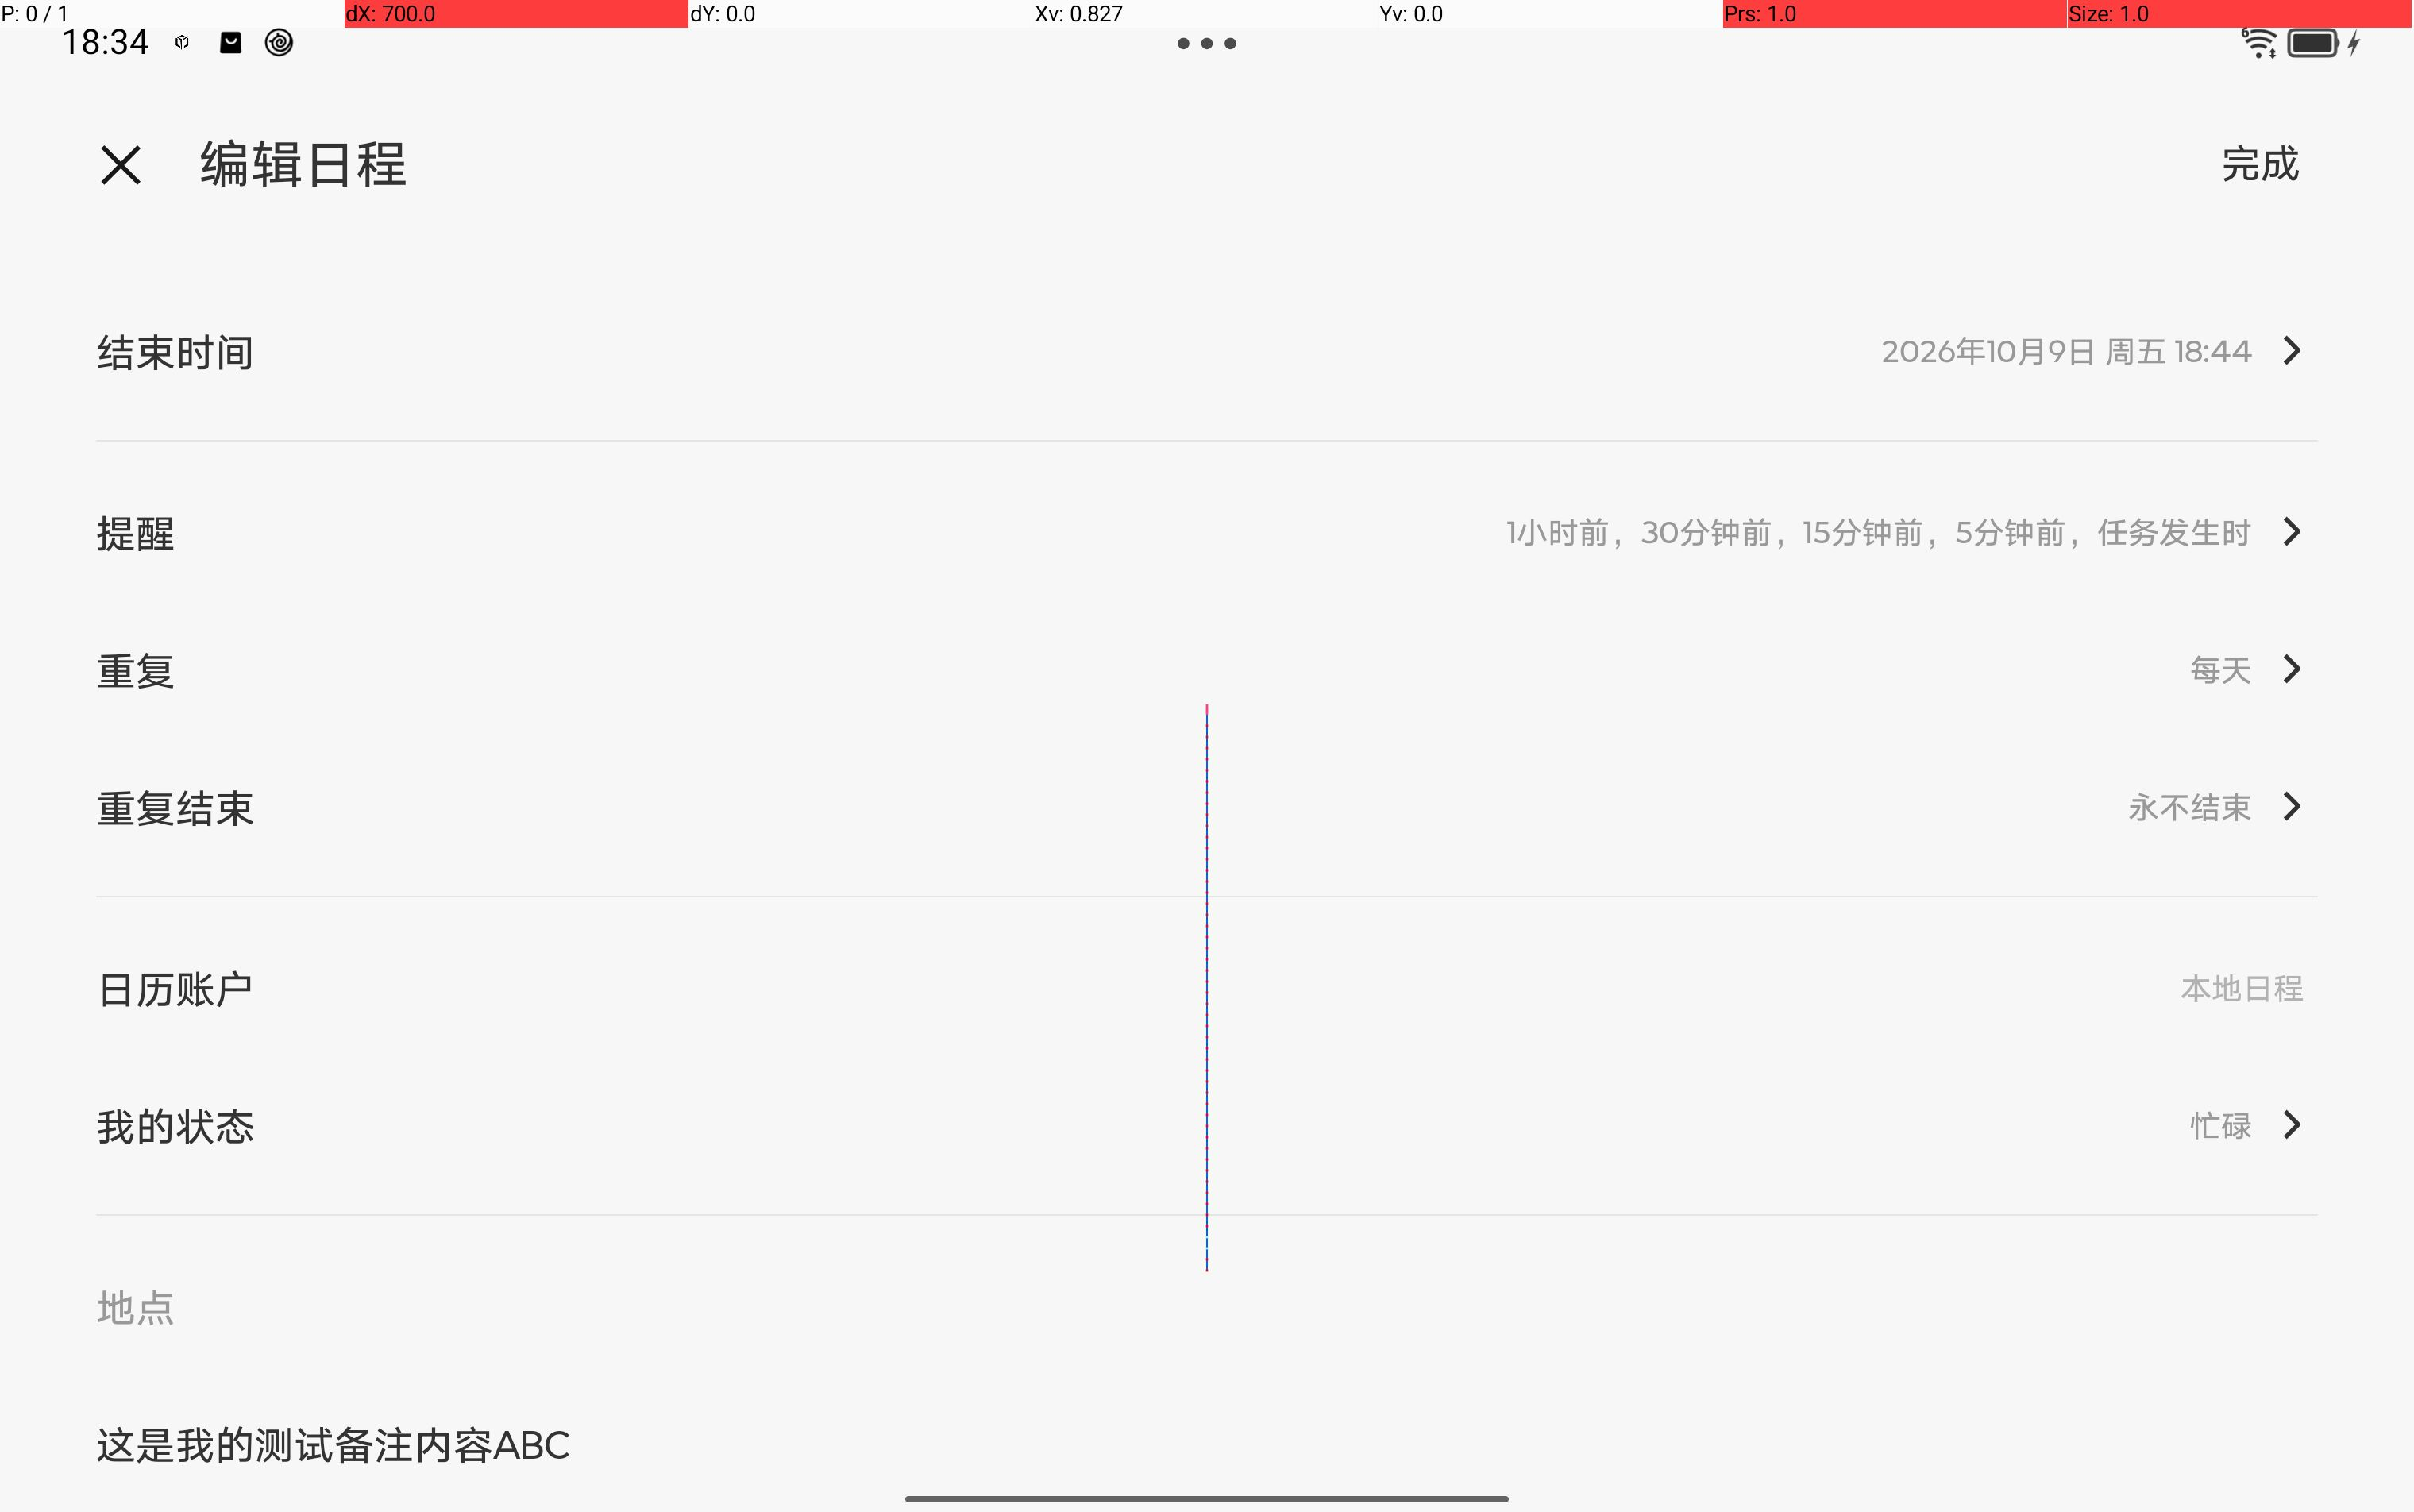 P: 0 / 1 dX: 700.0 dY: 0.0 Xv: 0.827 Yv: 0.0 Prs: 1.0 Size: 1.0
18:34 6
编辑日程 完成
结束时间 2026年10月9日 周五 18:44
提醒 1小时前，30分钟前，15分钟前，5分钟前，任务发生时
重复 每天
重复结束 永不结束
日历账户 本地日程
我的状态 忙碌
地点
这是我的测试备注内容ABC